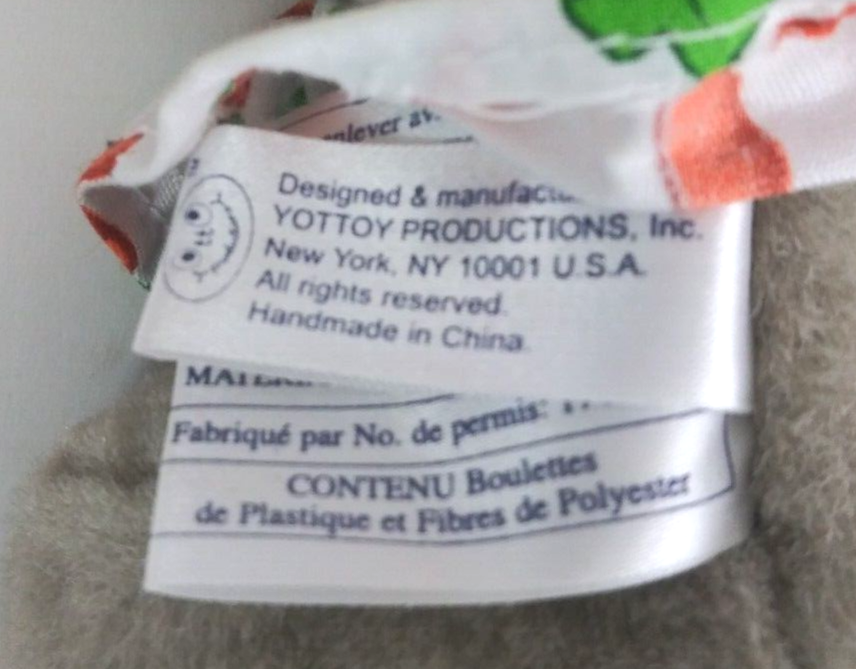 Designed &
YOTTOY PRODUCTIONS, Inc.
New York, NY 10001 U.S.A.
All rights reserved.
Handmade in China.
Fabriqué par No. de permis:
CONTENU Boulettes
de Plastique et Fibres de Polyester